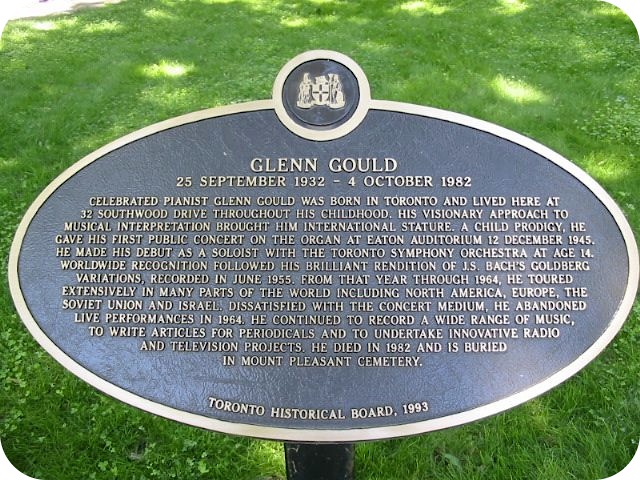 GLENN GOULD
25 SEPTEMBER 1932 - 4 OCTOBER 1982
CELEBRATED PIANIST GLENN GOULD WAS BORN IN TORONTO AND LIVED HERE AT
32 SOUTHWOOD DRIVE THROUGHOUT HIS CHILDHOOD. HIS VISIONARY APPROACH TO
MUSICAL INTERPRETATION BROUGHT HIM INTERNATIONAL STATURE. A CHILD PRODIGY, HE
GAVE HIS FIRST PUBLIC CONCERT ON THE ORGAN AT EATON AUDITORIUM 12 DECEMBER 1945.
HE MADE HIS DEBUT AS A SOLOIST WITH THE TORONTO SYMPHONY ORCHESTRA AT AGE 14.
WORLDWIDE RECOGNITION FOLLOWED HIS BRILLIANT RENDITION OF J.S. BACH'S GOLDBERG
VARIATIONS, RECORDED IN JUNE 1955. FROM THAT YEAR THROUGH 1964, HE TOURED
EXTENSIVELY IN MANY PARTS OF THE WORLD INCLUDING NORTH AMERICA, EUROPE, THE
SOVIET UNION AND ISRAEL. DISSATISFIED WITH THE CONCERT MEDIUM, HE ABANDONED
LIVE PERFORMANCES IN 1964. HE CONTINUED TO RECORD A WIDE RANGE OF MUSIC,
TO WRITE ARTICLES FOR PERIODICALS AND TO UNDERTAKE INNOVATIVE RADIO
AND TELEVISION PROJECTS. HE DIED IN 1982 AND IS BURIED
IN MOUNT PLEASANT CEMETERY.
TORONTO HISTORICAL BOARD, 1993